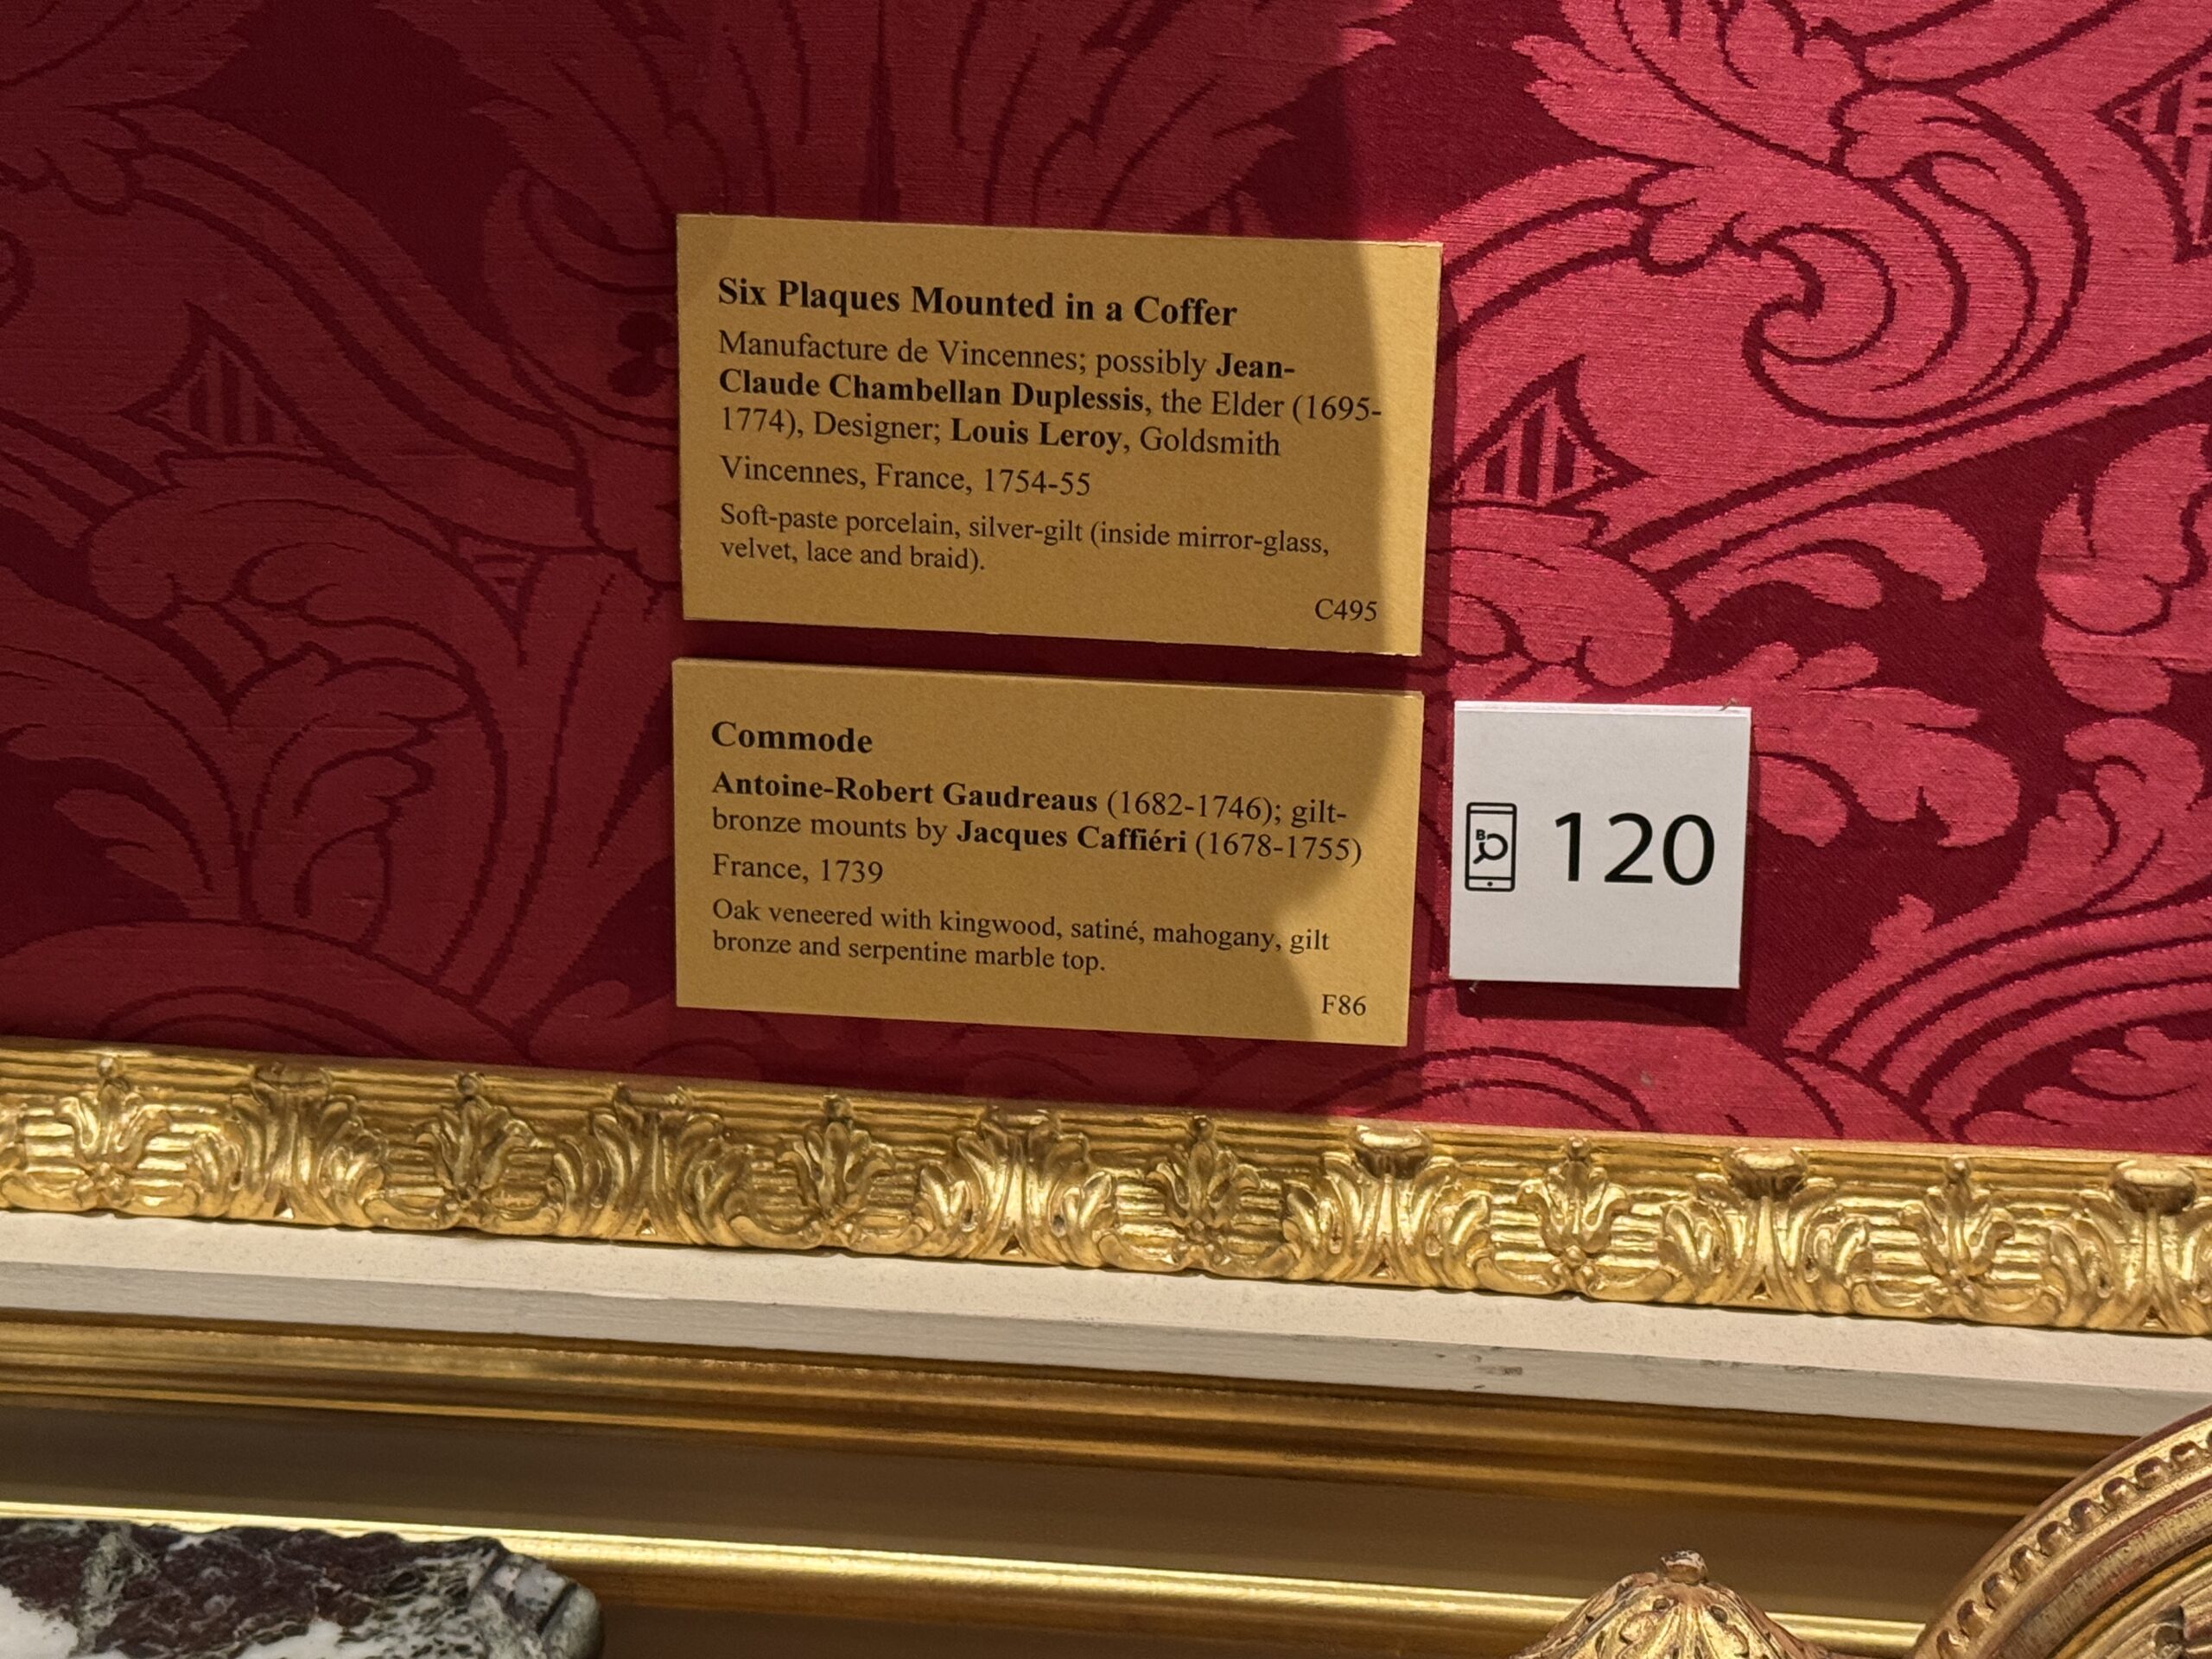 Six Plaques Mounted in a Coffer
Manufacture de Vincennes; possibly Jean-
Claude Chambellan Duplessis, the Elder (1695-
1774), Designer; Louis Leroy, Goldsmith
Vincennes, France, 1754-55
Soft-paste porcelain, silver-gilt (inside mirror-glass,
velvet, lace and braid).
C495
Commode
Antoine-Robert Gaudreaus (1682-1746); gilt-
bronze mounts by Jacques Caffiéri (1678-1755)
France, 1739
Oak veneered with kingwood, satiné, mahogany, gilt
bronze and serpentine marble top.
F86
B
120